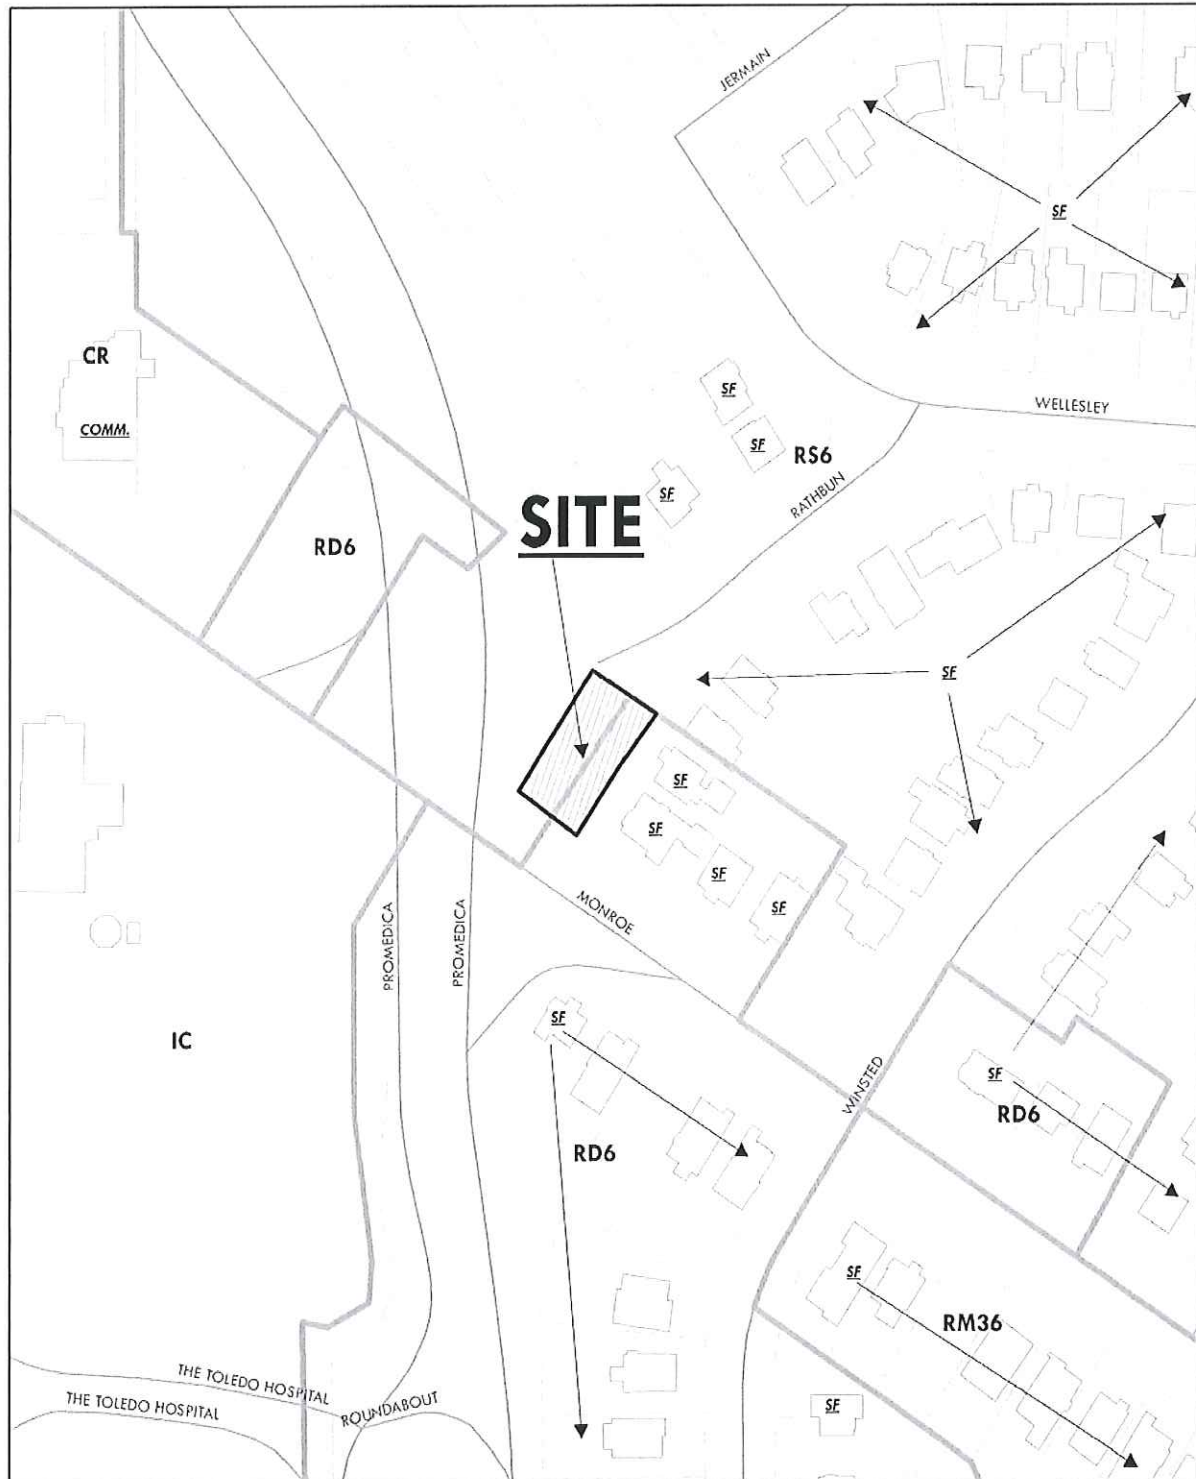 JERMAIN
SF
CR
COMM.
SF
SF
SF
RS6
WELLESLEY
RATHBUN
SITE
RD6
SF
SF
SF
SF
SF
MONROE
PROMEDICA
PROMEDICA
SF
IC
WINSTED
SF
RD6
RD6
SF
RM36
SF
THE TOLEDO HOSPITAL
THE TOLEDO HOSPITAL
ROUNDABOUT